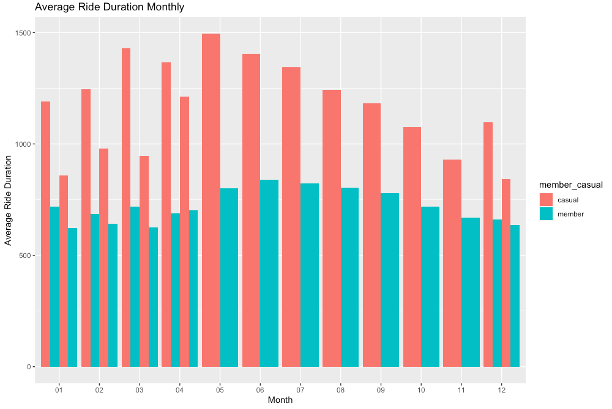 Average Ride Duration Monthly
1500
1000
500
0
Average Ride Duration
01 02 03 04 05 06 07 08 09 10 11 12
Month
member_casual
casual
member